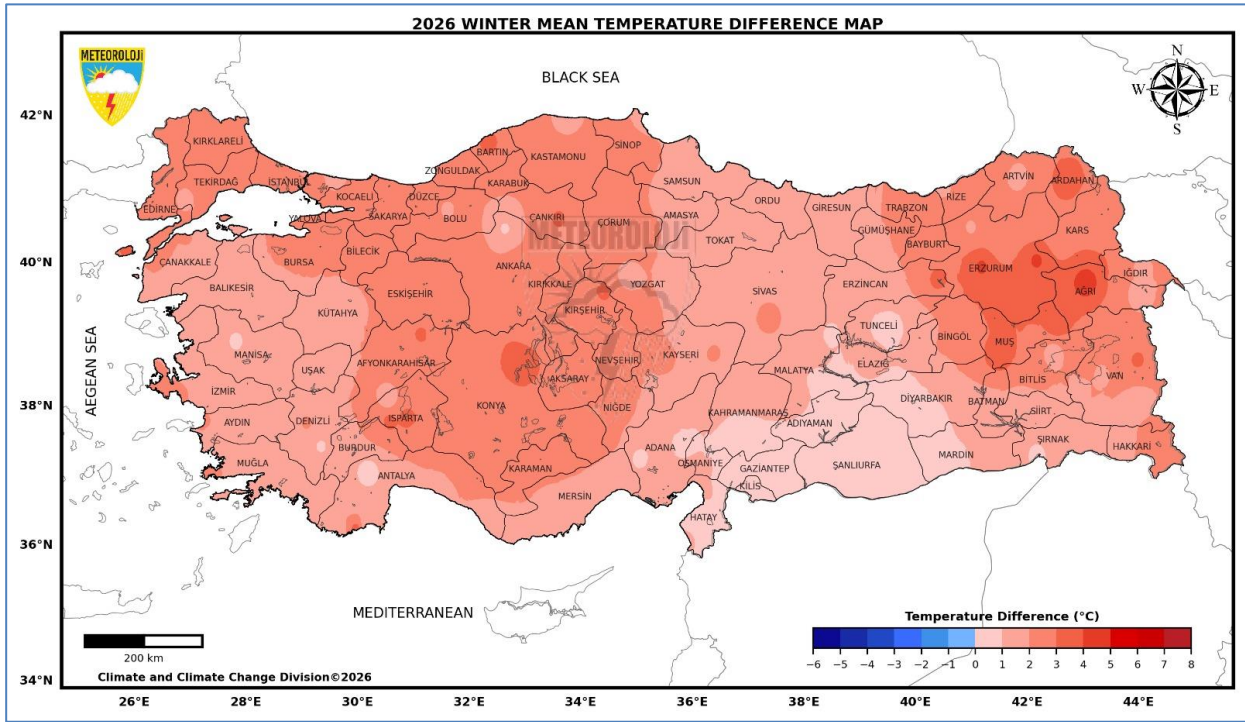 2026 WINTER MEAN TEMPERATURE DIFFERENCE MAP
METEOROLOJİ
BLACK SEA
N
W E
S
42°N
40°N
38°N
36°N
34°N
AEGEAN SEA
KIRKLARELİ
TEKİRDAĞ
İSTANBUL
EDİRNE
YALOVA
KOCAELİ
SAKARYA
DÜZCE
ZONGULDAK
BARTIN
KARABÜK
KASTAMONU
SİNOP
BOLU
ÇANKIRI
ÇORUM
SAMSUN
AMASYA
TOKAT
ORDU
GİRESUN
GÜMÜŞHANE
TRABZON
BAYBURT
RİZE
ARTVİN
ARDAHAN
KARS
IĞDIR
AĞRI
ERZURUM
ERZİNCAN
SİVAS
YOZGAT
KIRIKKALE
ANKARA
METEOROLOJİ
KIRŞEHİR
ESKİŞEHİR
BİLECİK
BURSA
ÇANAKKALE
BALIKESİR
KÜTAHYA
MANİSA
UŞAK
AFYONKARAHİSAR
İZMİR
AYDIN
DENİZLİ
ISPARTA
BURDUR
MUĞLA
ANTALYA
KONYA
AKSARAY
NEVŞEHİR
NİĞDE
KAYSERİ
KARAMAN
MERSİN
ADANA
OSMANİYE
HATAY
KİLİS
GAZİANTEP
KAHRAMANMARAŞ
MALATYA
ADIYAMAN
ŞANLIURFA
ELAZIĞ
TUNCELİ
BİNGÖL
MUŞ
BİTLİS
VAN
DİYARBAKIR
BATMAN
SİİRT
MARDİN
ŞIRNAK
HAKKARİ
MEDITERRANEAN
200 km
Climate and Climate Change Division©2026
Temperature Difference (°C)
−6 −5 −4 −3 −2 −1 0 1 2 3 4 5 6 7 8
26°E 28°E 30°E 32°E 34°E 36°E 38°E 40°E 42°E 44°E